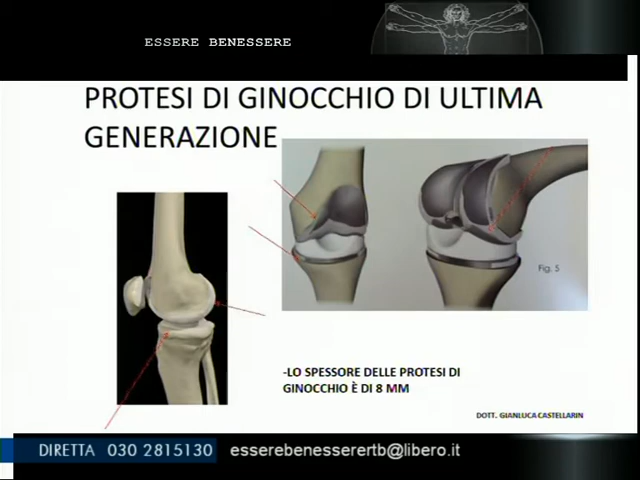 ESSERE BENESSERE
PROTESI DI GINOCCHIO DI ULTIMA
GENERAZIONE
Fig. 5
-LO SPESSORE DELLE PROTESI DI
GINOCCHIO È DI 8 MM
DOTT. GIANLUCA CASTELLARIN
DIRETTA 030 2815130 esserebenesserertb@libero.it